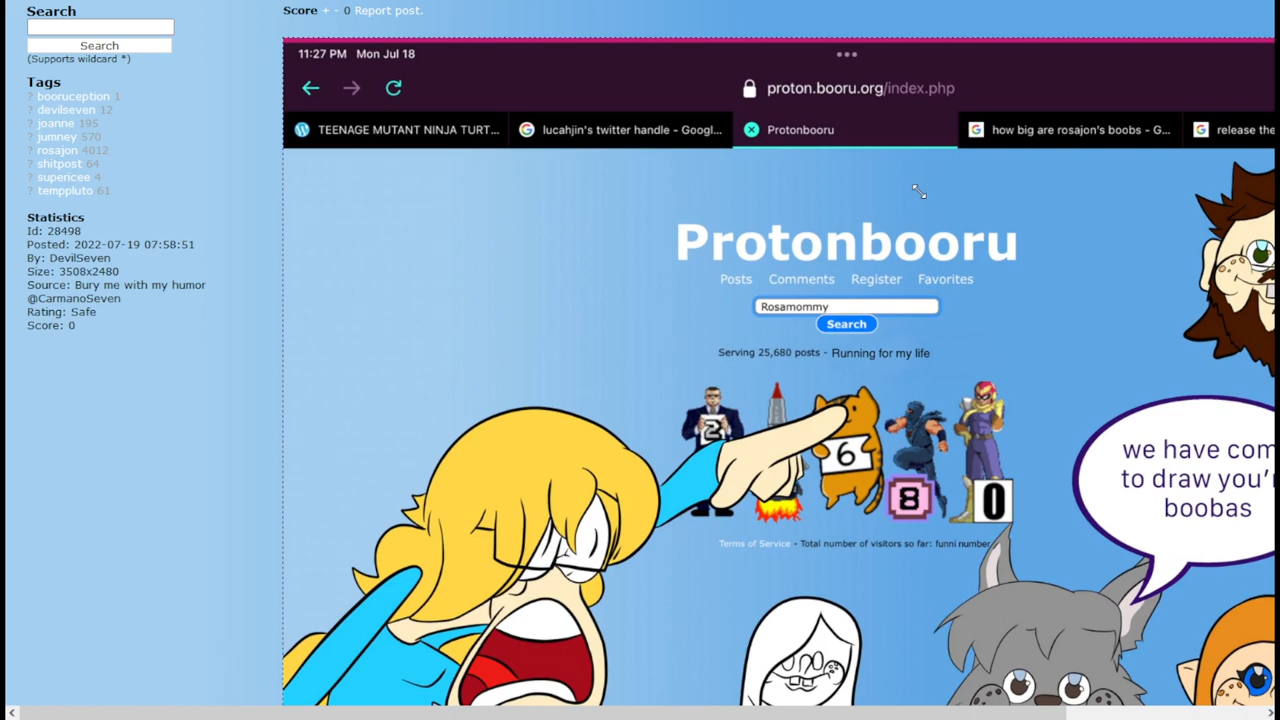 Search
Search
(Supports wildcard *)
Tags
? booruception 1
? devilseven 12
? joanne 195
? jumney 570
? rosajon 4012
? shitpost 64
? supericee 4
? temppluto 61
Statistics
Id: 28498
Posted: 2022-07-19 07:58:51
By: DevilSeven
Size: 3508x2480
Source: Bury me with my humor
@CarmanoSeven
Rating: Safe
Score: 0
Score + - 0 Report post.
11:27 PM Mon Jul 18
proton.booru.org/index.php
TEENAGE MUTANT NINJA TURT...
lucahjin's twitter handle - Googl...
Protonbooru
how big are rosajon's boobs - G...
release the
Protonbooru
Posts Comments Register Favorites
Rosamommy
Search
Serving 25,680 posts - Running for my life
2 6 8 0
Terms of Service - Total number of visitors so far: funni number
we have com
to draw you'r
boobas